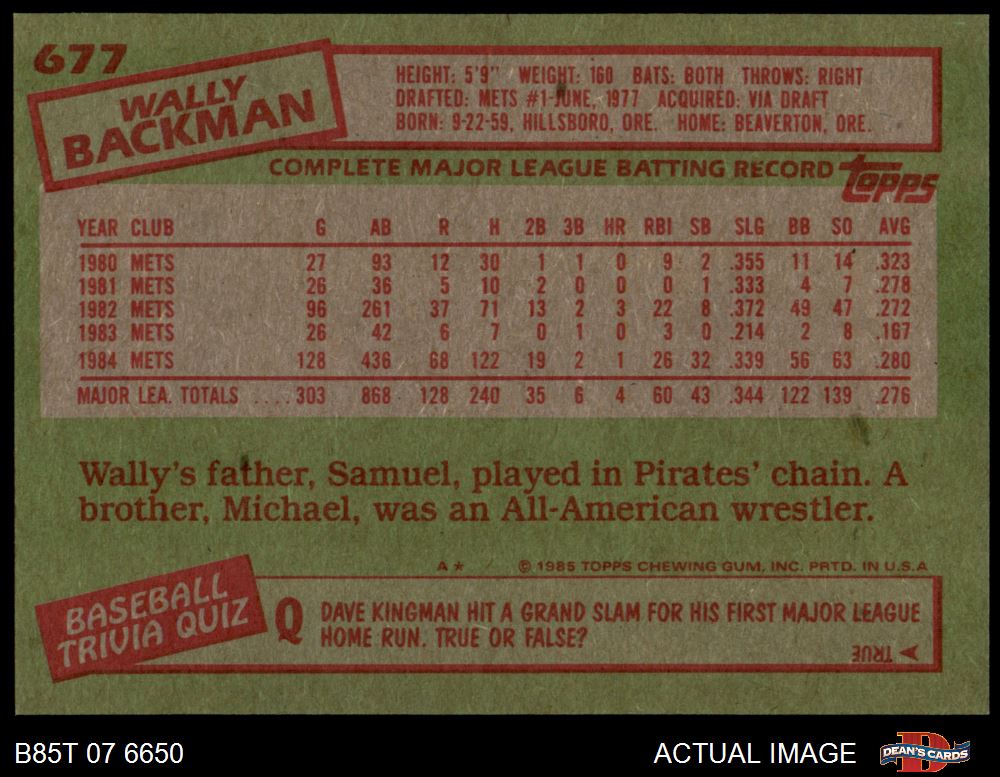 677
WALLY
BACKMAN
HEIGHT: 5'9" WEIGHT: 160 BATS: BOTH THROWS: RIGHT
DRAFTED: METS #1-JUNE, 1977 ACQUIRED: VIA DRAFT
BORN: 9-22-59, HILLSBORO, ORE. HOME: BEAVERTON, ORE.
COMPLETE MAJOR LEAGUE BATTING RECORD topps
YEAR CLUB G AB R H 2B 3B HR RBI SB SLG BB SO AVG
1980 METS 27 93 12 30 1 1 0 9 2 .355 11 14 .323
1981 METS 26 36 5 10 2 0 0 0 1 .333 4 7 .278
1982 METS 96 261 37 71 13 2 3 22 8 .372 49 47 .272
1983 METS 26 42 6 7 0 1 0 3 0 .214 2 8 .167
1984 METS 128 436 68 122 19 2 1 26 32 .339 56 63 .280
MAJOR LEA. TOTALS ....303 868 128 240 35 6 4 60 43 .344 122 139 .276
Wally's father, Samuel, played in Pirates' chain. A
brother, Michael, was an All-American wrestler.
A* © 1985 TOPPS CHEWING GUM, INC. PRTD. IN U.S.A
BASEBALL
TRIVIA QUIZ
Q DAVE KINGMAN HIT A GRAND SLAM FOR HIS FIRST MAJOR LEAGUE
HOME RUN. TRUE OR FALSE?
A TRUE
B85T 07 6650 ACTUAL IMAGE DEAN'S CARDS